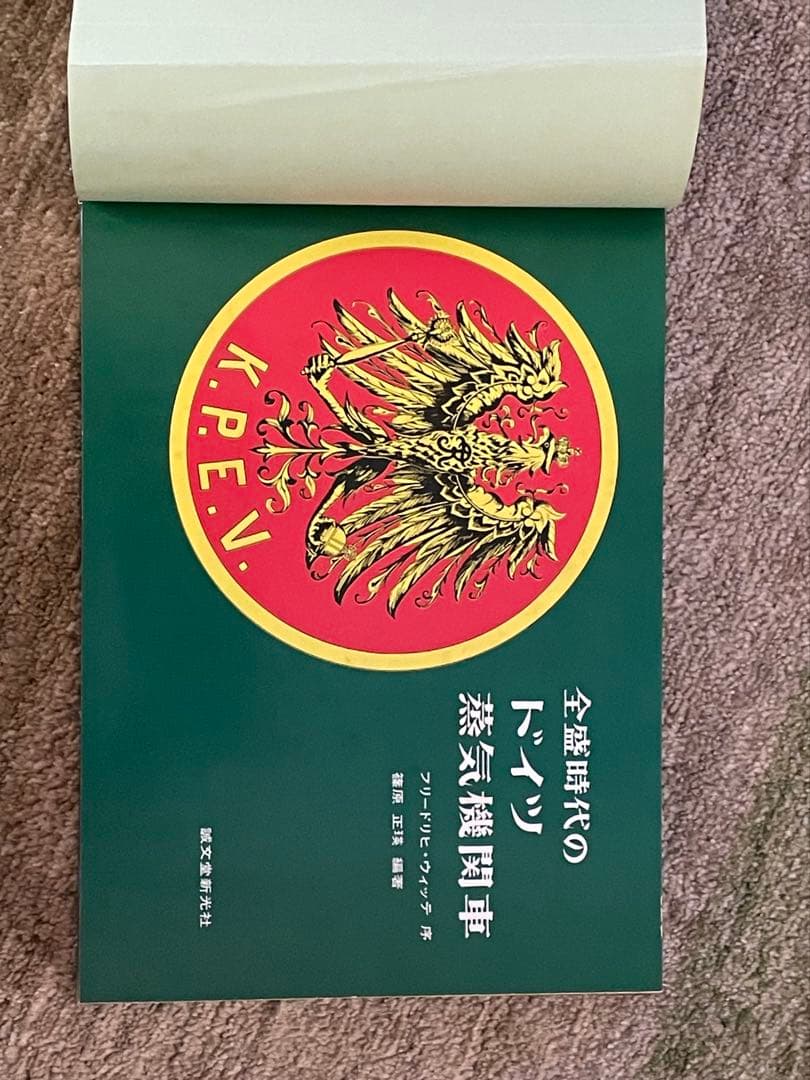 K.P.E.V.
全盛時代の
ドイツ
蒸気機関車
フリードリヒ・ウィッテ 序
篠原 正瑛 編著
誠文堂新光社